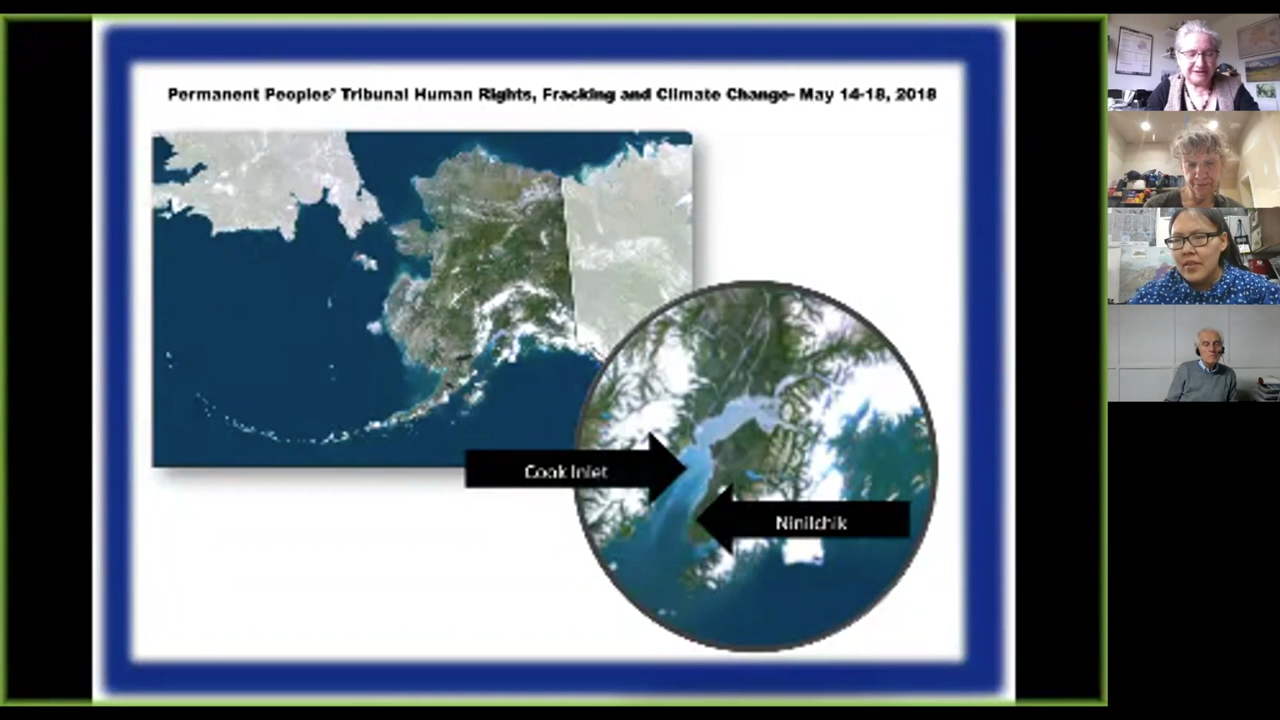 Permanent Peoples' Tribunal Human Rights, Fracking and Climate Change- May 14-18, 2018
Cook Inlet
Ninilchik